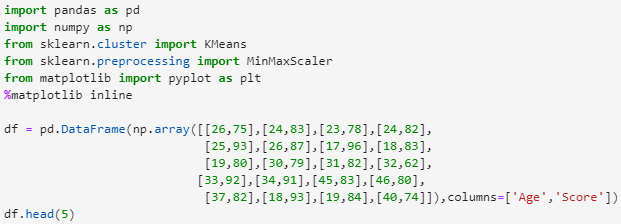 import pandas as pd
import numpy as np
from sklearn.cluster import KMeans
from sklearn.preprocessing import MinMaxScaler
from matplotlib import pyplot as plt
%matplotlib inline
df = pd.DataFrame(np.array([[26,75],[24,83],[23,78],[24,82],
[25,93],[26,87],[17,96],[18,83],
[19,80],[30,79],[31,82],[32,62],
[33,92],[34,91],[45,83],[46,80],
[37,82],[18,93],[19,84],[40,74]]),columns=['Age','Score'])
df.head(5)